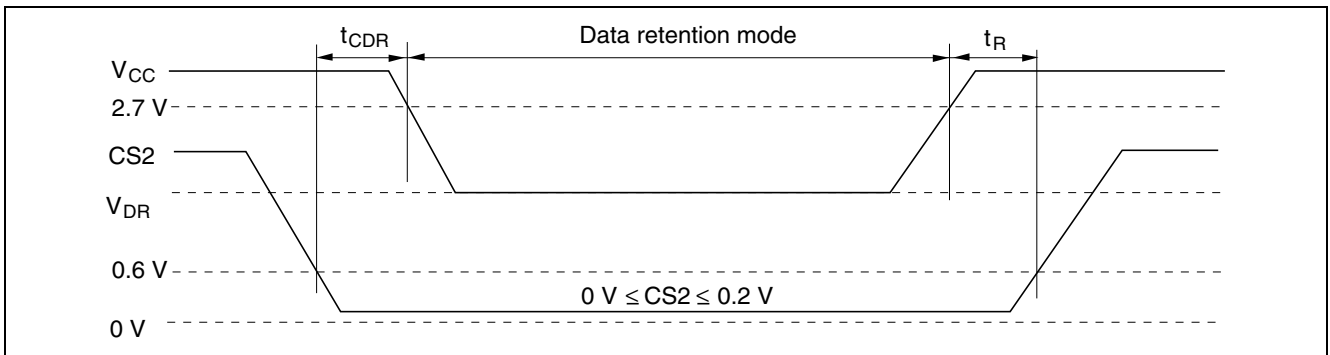 tCDR
Data retention mode
tR
VCC
2.7 V
CS2
VDR
0.6 V
0 V ≤ CS2 ≤ 0.2 V
0 V